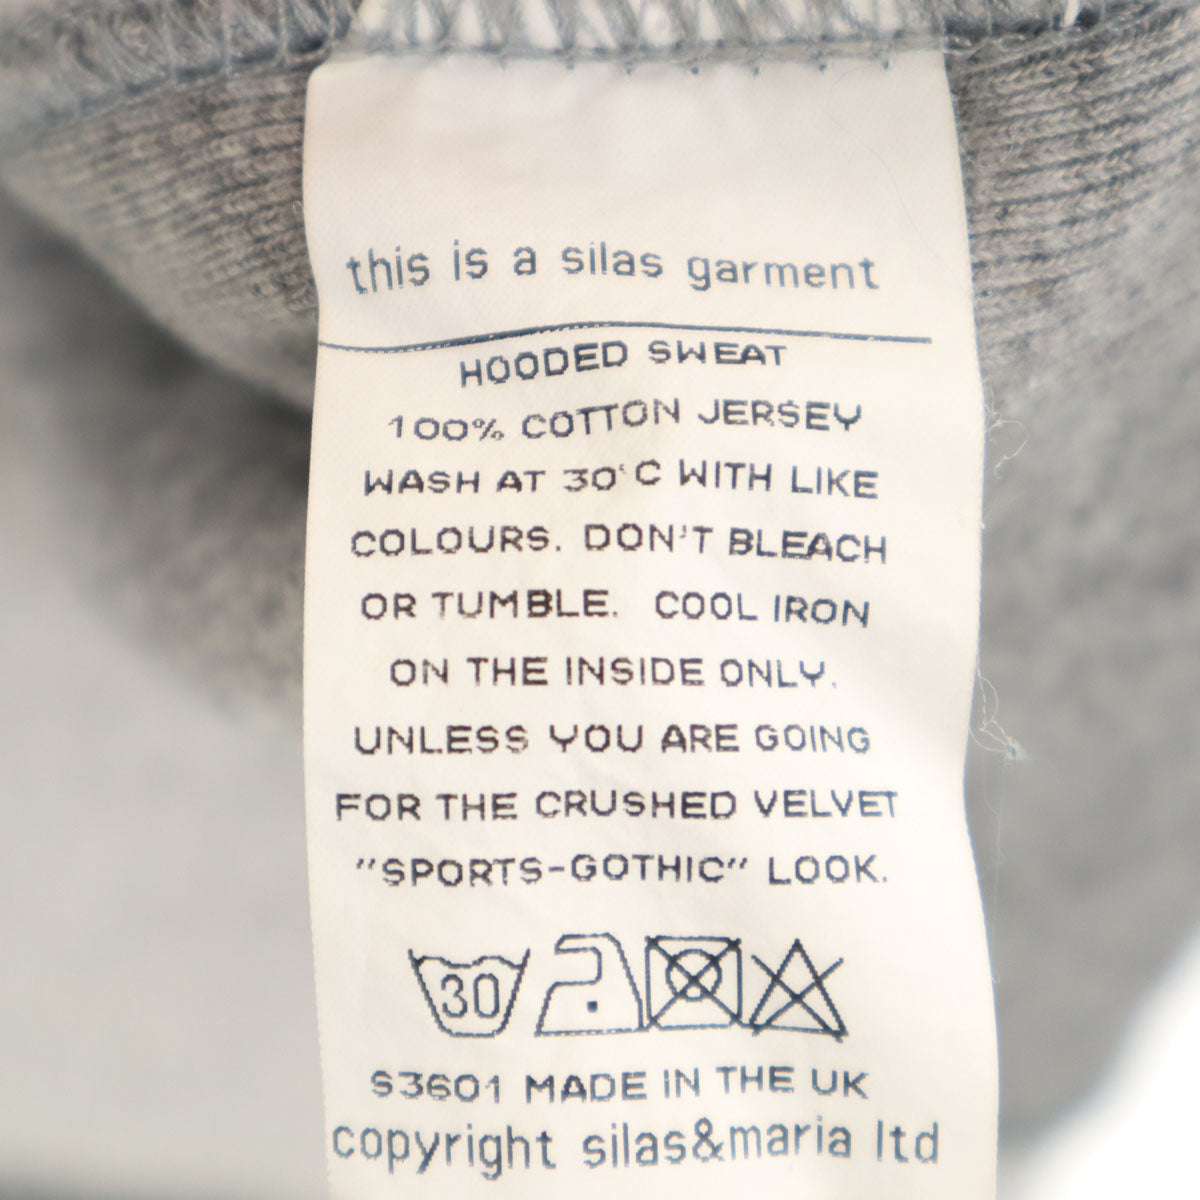 this is a silas garment
HOODED SWEAT
100% COTTON JERSEY
WASH AT 30°C WITH LIKE
COLOURS. DON'T BLEACH
OR TUMBLE. COOL IRON
ON THE INSIDE ONLY.
UNLESS YOU ARE GOING
FOR THE CRUSHED VELVET
"SPORTS-GOTHIC" LOOK.
30
S3601 MADE IN THE UK
copyright silas&maria ltd